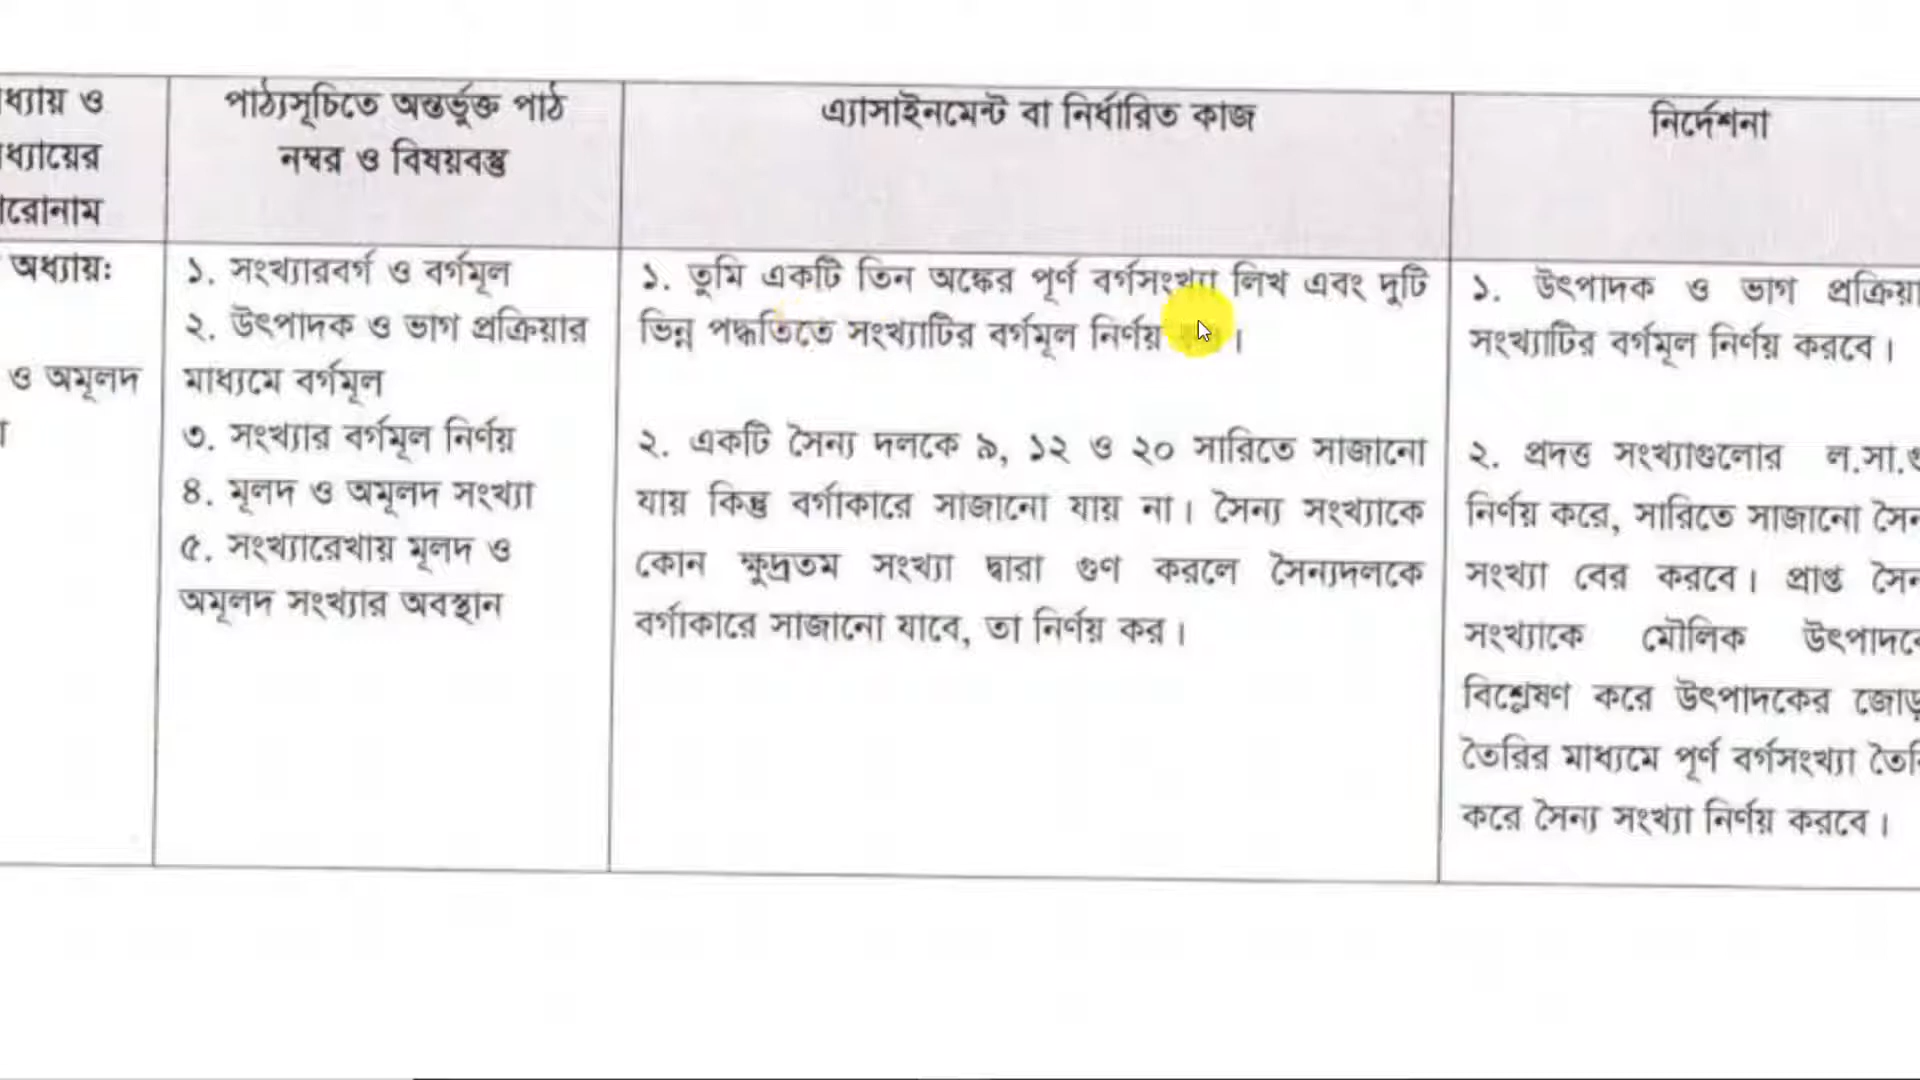 ও
পাঠ্যসূচিতে অন্তর্ভুক্ত পাঠ
নম্বর ও বিষয়বস্তু
এ্যাসাইনমেন্ট বা নির্ধারিত কাজ
নির্দেশনা
অধ্যায়:
ও অমূলদ
১. সংখ্যারবর্গ ও বর্গমূল
২. উৎপাদক ও ভাগ প্রক্রিয়ার
মাধ্যমে বর্গমূল
৩. সংখ্যার বর্গমূল নির্ণয়
৪. মূলদ ও অমূলদ সংখ্যা
৫. সংখ্যারেখায় মূলদ ও
অমূলদ সংখ্যার অবস্থান
১. তুমি একটি তিন অঙ্কের পূর্ণ বর্গসংখ্যা লিখ এবং দুটি
ভিন্ন পদ্ধতিতে সংখ্যাটির বর্গমূল নির্ণয় ।
২. একটি সৈন্য দলকে ৯, ১২ ও ২০ সারিতে সাজানো
যায় কিন্তু বর্গাকারে সাজানো যায় না। সৈন্য সংখ্যাকে
কোন ক্ষুদ্রতম সংখ্যা দ্বারা গুণ করলে সৈন্যদলকে
বর্গাকারে সাজানো যাবে, তা নির্ণয় কর।
১. উৎপাদক ও ভাগ
সংখ্যাটির বর্গমূল নির্ণয় করবে।
২. প্রদত্ত সংখ্যাগুলোর
নির্ণয় করে, সারিতে সাজানো
সংখ্যা বের করবে। প্রাপ্ত
সংখ্যাকে মৌলিক
বিশ্লেষণ করে উৎপাদকের
তৈরির মাধ্যমে পূর্ণ বর্গসংখ্যা
করে সৈন্য সংখ্যা নির্ণয় করবে।